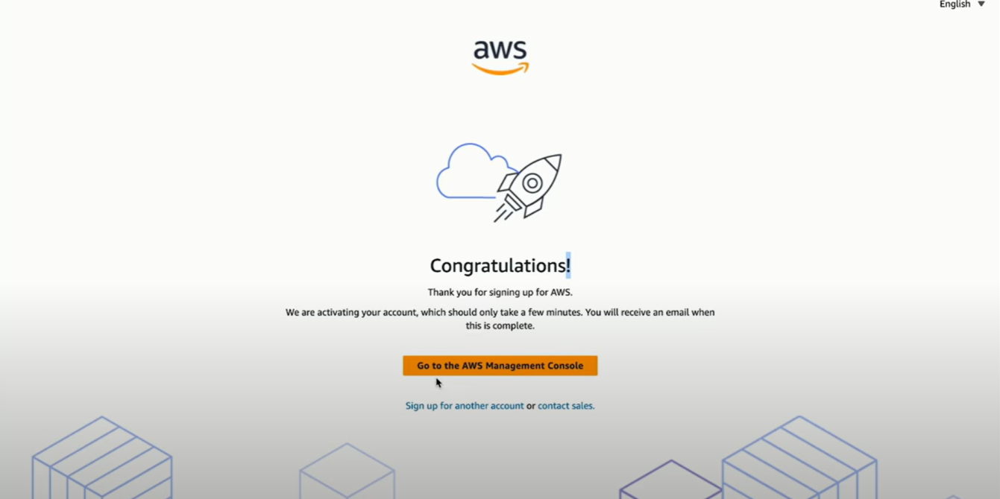 English
aws
Congratulations!
Thank you for signing up for AWS.
We are activating your account, which should only take a few minutes. You will receive an email when
this is complete.
Go to the AWS Management Console
Sign up for another account or contact sales.